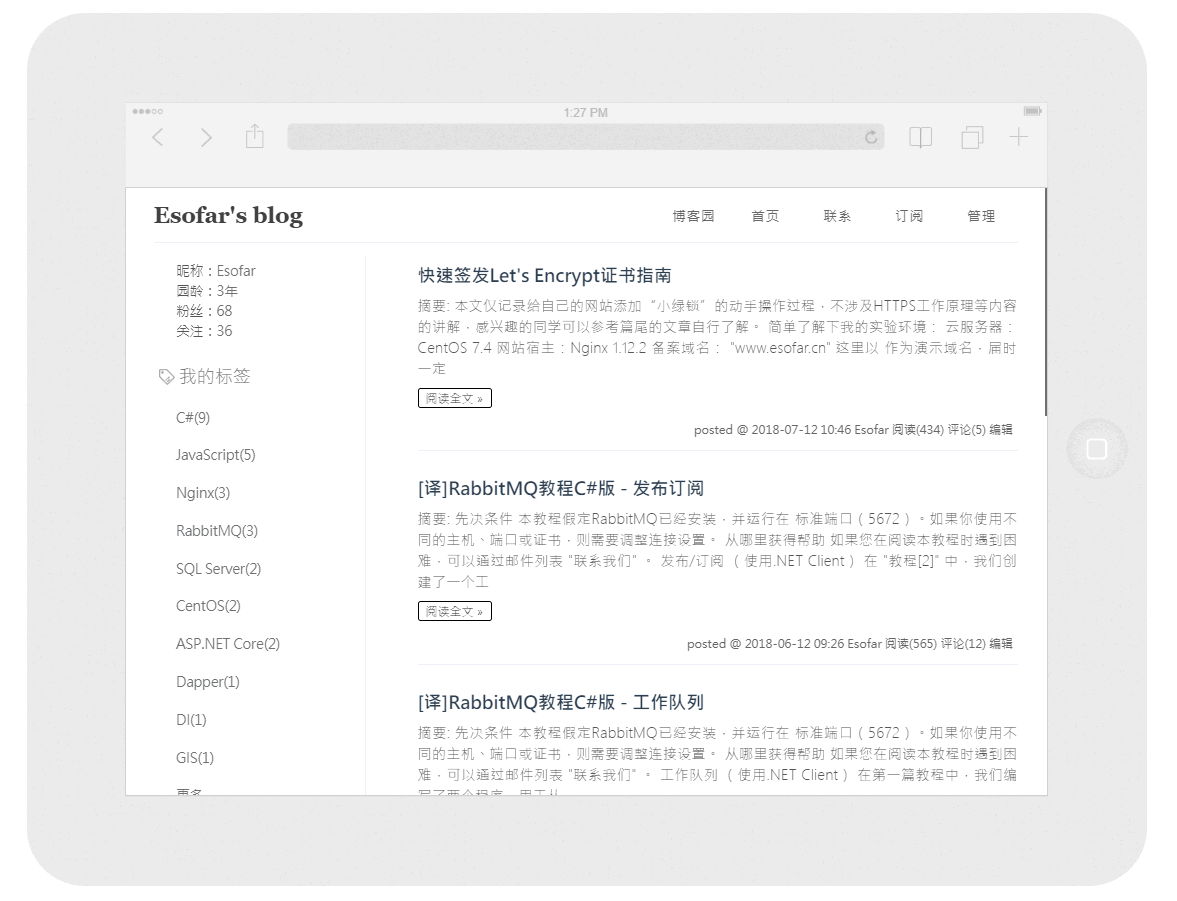 1:27 PM
Esofar's blog
博客园 首页 联系 订阅 管理
昵称：Esofar
园龄：3年
粉丝：68
关注：36
我的标签
C#(9)
JavaScript(5)
Nginx(3)
RabbitMQ(3)
SQL Server(2)
CentOS(2)
ASP.NET Core(2)
Dapper(1)
DI(1)
GIS(1)
更多
快速签发Let's Encrypt证书指南
摘要: 本文仅记录给自己的网站添加“小绿锁”的动手操作过程，不涉及HTTPS工作原理等内容
的讲解，感兴趣的同学可以参考篇尾的文章自行了解。 简单了解下我的实验环境： 云服务器：
CentOS 7.4 网站宿主：Nginx 1.12.2 备案域名： "www.esofar.cn" 这里以 作为演示域名，届时
一定
阅读全文 »
posted @ 2018-07-12 10:46 Esofar 阅读(434) 评论(5) 编辑
[译]RabbitMQ教程C#版 - 发布订阅
摘要: 先决条件 本教程假定RabbitMQ已经安装，并运行在 标准端口（5672）。如果你使用不
同的主机、端口或证书，则需要调整连接设置。 从哪里获得帮助 如果您在阅读本教程时遇到困
难，可以通过邮件列表 "联系我们" 。 发布/订阅 （使用.NET Client） 在 "教程[2]" 中，我们创
建了一个工
阅读全文 »
posted @ 2018-06-12 09:26 Esofar 阅读(565) 评论(12) 编辑
[译]RabbitMQ教程C#版 - 工作队列
摘要: 先决条件 本教程假定RabbitMQ已经安装，并运行在 标准端口（5672）。如果你使用不
同的主机、端口或证书，则需要调整连接设置。 从哪里获得帮助 如果您在阅读本教程时遇到困
难，可以通过邮件列表 "联系我们" 。 工作队列 （使用.NET Client） 在第一篇教程中，我们编